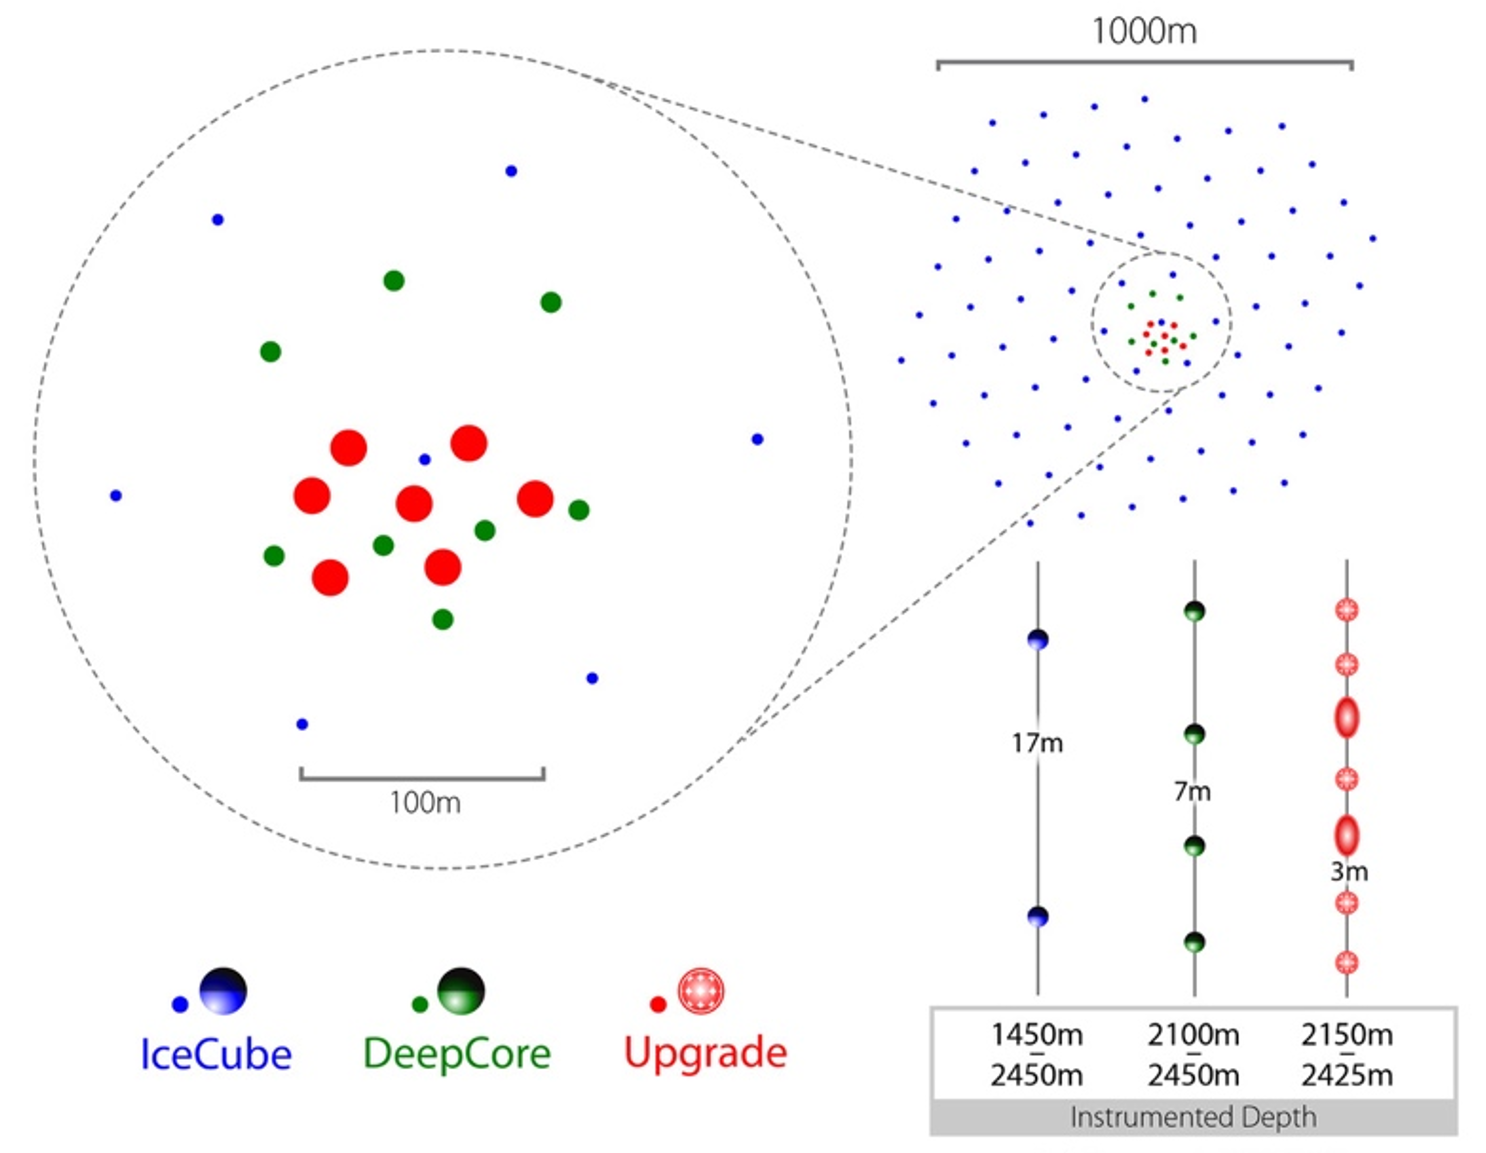 1000m
100m
17m
7m
3m
IceCube
DeepCore
Upgrade
1450m
–
2450m
2100m
–
2450m
2150m
–
2425m
Instrumented Depth